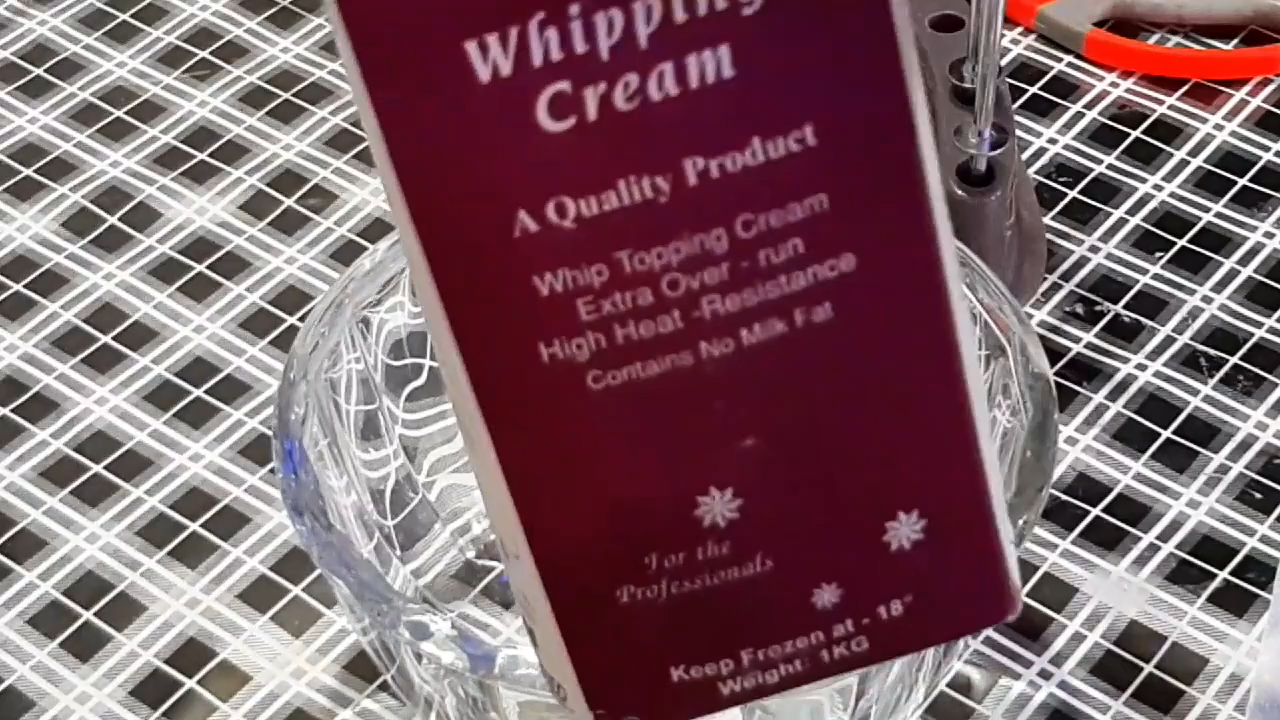 Whipping
Cream
A Quality Product
Whip Topping Cream
Extra Over - run
High Heat -Resistance
Contains No Milk Fat
For the
Professionals
Keep Frozen at - 18°
Weight: 1KG